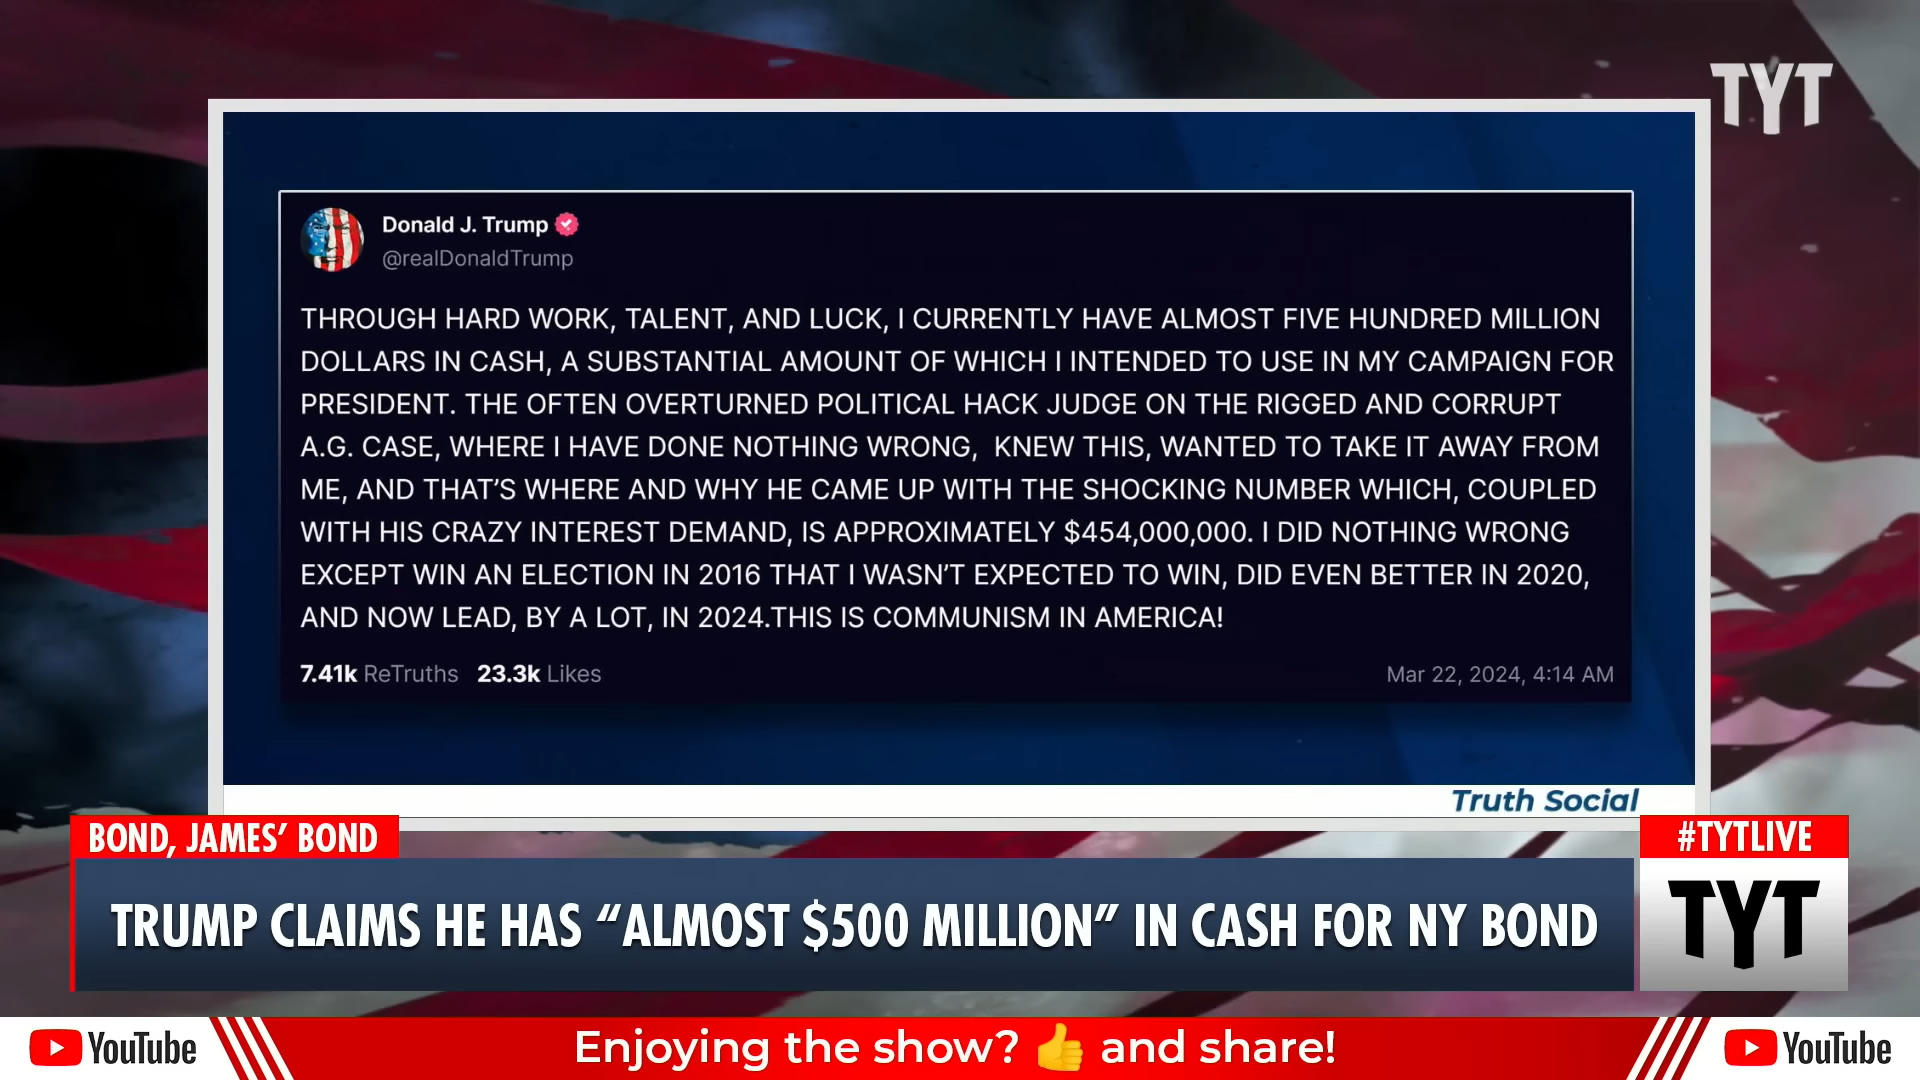 TYT
Donald J. Trump
@realDonaldTrump
THROUGH HARD WORK, TALENT, AND LUCK, I CURRENTLY HAVE ALMOST FIVE HUNDRED MILLION
DOLLARS IN CASH, A SUBSTANTIAL AMOUNT OF WHICH I INTENDED TO USE IN MY CAMPAIGN FOR
PRESIDENT. THE OFTEN OVERTURNED POLITICAL HACK JUDGE ON THE RIGGED AND CORRUPT
A.G. CASE, WHERE I HAVE DONE NOTHING WRONG,  KNEW THIS, WANTED TO TAKE IT AWAY FROM
ME, AND THAT’S WHERE AND WHY HE CAME UP WITH THE SHOCKING NUMBER WHICH, COUPLED
WITH HIS CRAZY INTEREST DEMAND, IS APPROXIMATELY $454,000,000. I DID NOTHING WRONG
EXCEPT WIN AN ELECTION IN 2016 THAT I WASN’T EXPECTED TO WIN, DID EVEN BETTER IN 2020,
AND NOW LEAD, BY A LOT, IN 2024.THIS IS COMMUNISM IN AMERICA!
7.41k ReTruths 23.3k Likes
Mar 22, 2024, 4:14 AM
Truth Social
BOND, JAMES’ BOND
#TYTLIVE
TRUMP CLAIMS HE HAS “ALMOST $500 MILLION” IN CASH FOR NY BOND
TYT
YouTube
Enjoying the show? 👍 and share!
YouTube